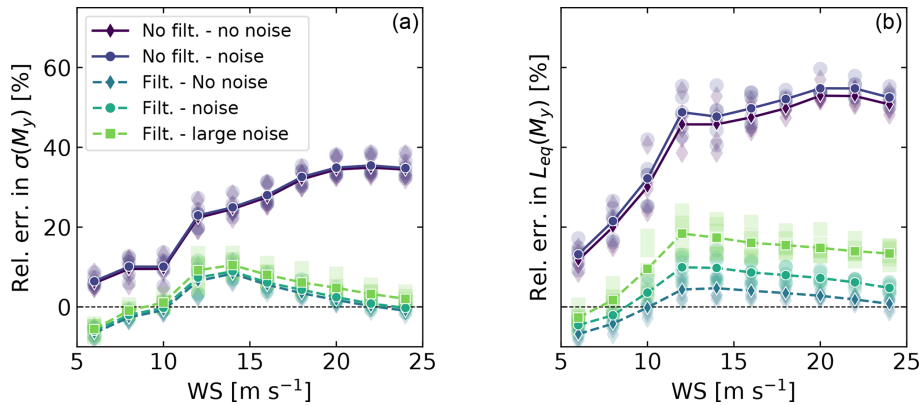 (a)
No filt. - no noise
No filt. - noise
Filt. - No noise
Filt. - noise
Filt. - large noise
Rel. err. in σ(M_y) [%]
60
40
20
0
5 10 15 20 25
WS [m s⁻¹]
(b)
Rel. err. in L_eq(M_y) [%]
5 10 15 20 25
WS [m s⁻¹]